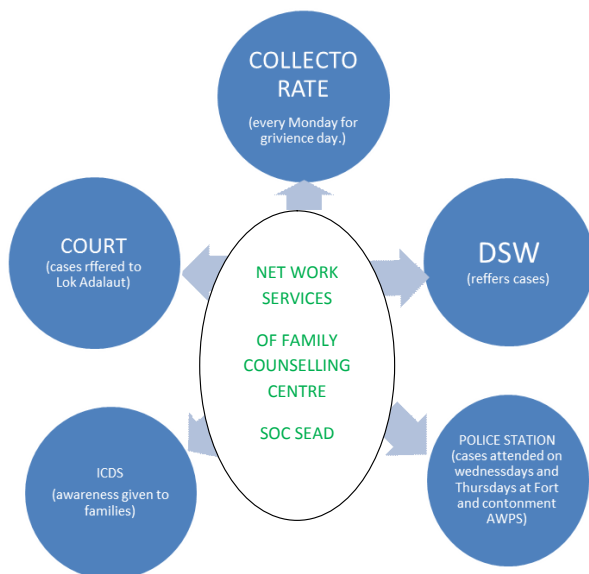 COLLECTO
RATE
(every Monday for
grivience day.)
COURT
(cases rffered to
Lok Adalaut)
NET WORK
SERVICES
OF FAMILY
COUNSELLING
CENTRE
SOC SEAD
DSW
(reffers cases)
ICDS
(awareness given to
families)
POLICE STATION
(cases attended on
wednessdays and
Thursdays at Fort
and contonment
AWPS)